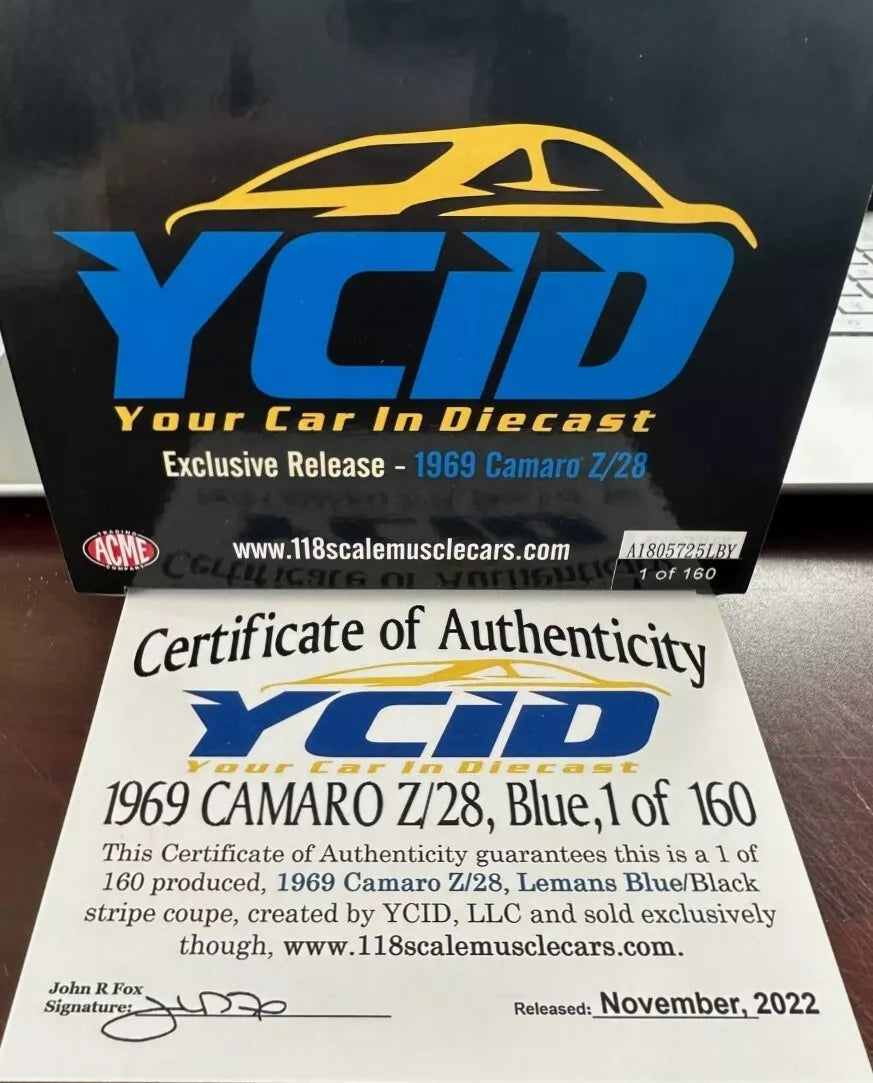 YCID
Your Car In Diecast
Exclusive Release - 1969 Camaro Z/28
TRADING
ACME
COMPANY
www.118scalemusclecars.com
A1805725LBY
1 of 160
Certificate of Authenticity
YCID
Your Car In Diecast
1969 CAMARO Z/28, Blue,1 of 160
This Certificate of Authenticity guarantees this is a 1 of
160 produced, 1969 Camaro Z/28, Lemans Blue/Black
stripe coupe, created by YCID, LLC and sold exclusively
though, www.118scalemusclecars.com.
John R Fox
Signature:
Released: November, 2022